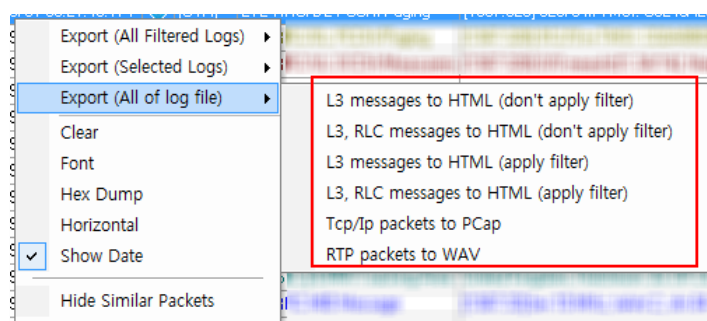 Export (All Filtered Logs)
Export (Selected Logs)
Export (All of log file)
Clear
Font
Hex Dump
Horizontal
Show Date
Hide Similar Packets
L3 messages to HTML (don't apply filter)
L3, RLC messages to HTML (don't apply filter)
L3 messages to HTML (apply filter)
L3, RLC messages to HTML (apply filter)
Tcp/Ip packets to PCap
RTP packets to WAV